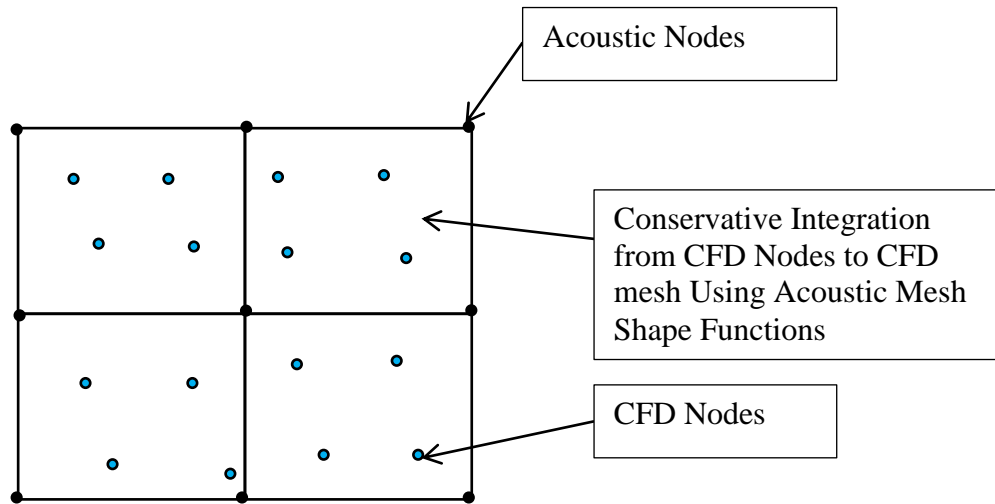 Acoustic Nodes
Conservative Integration
from CFD Nodes to CFD
mesh Using Acoustic Mesh
Shape Functions
CFD Nodes